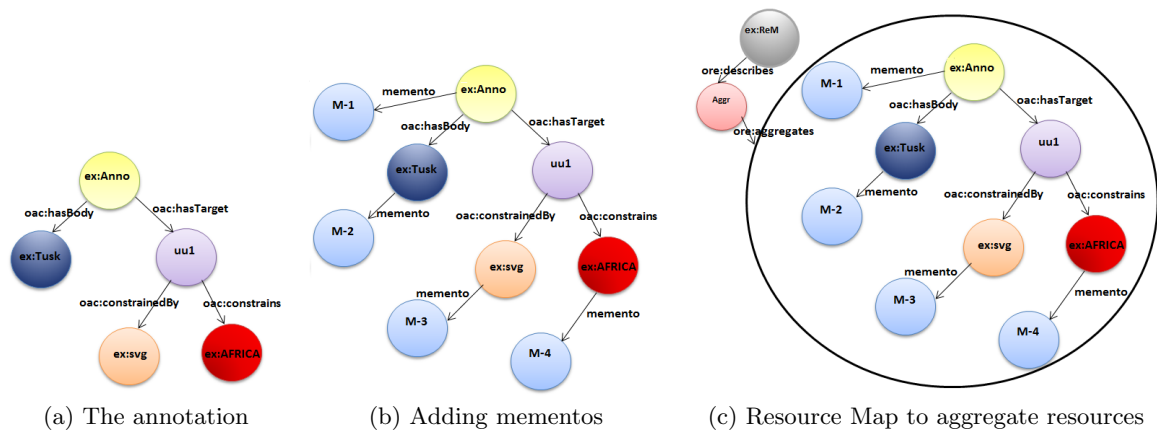 ex:Anno
oac:hasBody
oac:hasTarget
ex:Tusk
uu1
oac:constrainedBy
oac:constrains
ex:svg
ex:AFRICA
(a) The annotation
M-1
memento
ex:Anno
oac:hasBody
oac:hasTarget
ex:Tusk
uu1
memento
M-2
oac:constrainedBy
oac:constrains
ex:svg
ex:AFRICA
memento
M-3
memento
M-4
(b) Adding mementos
ex:ReM
ore:describes
Aggr
ore:aggregates
M-1
memento
ex:Anno
oac:hasBody
oac:hasTarget
ex:Tusk
uu1
memento
M-2
oac:constrainedBy
oac:constrains
ex:svg
ex:AFRICA
memento
M-3
memento
M-4
(c) Resource Map to aggregate resources